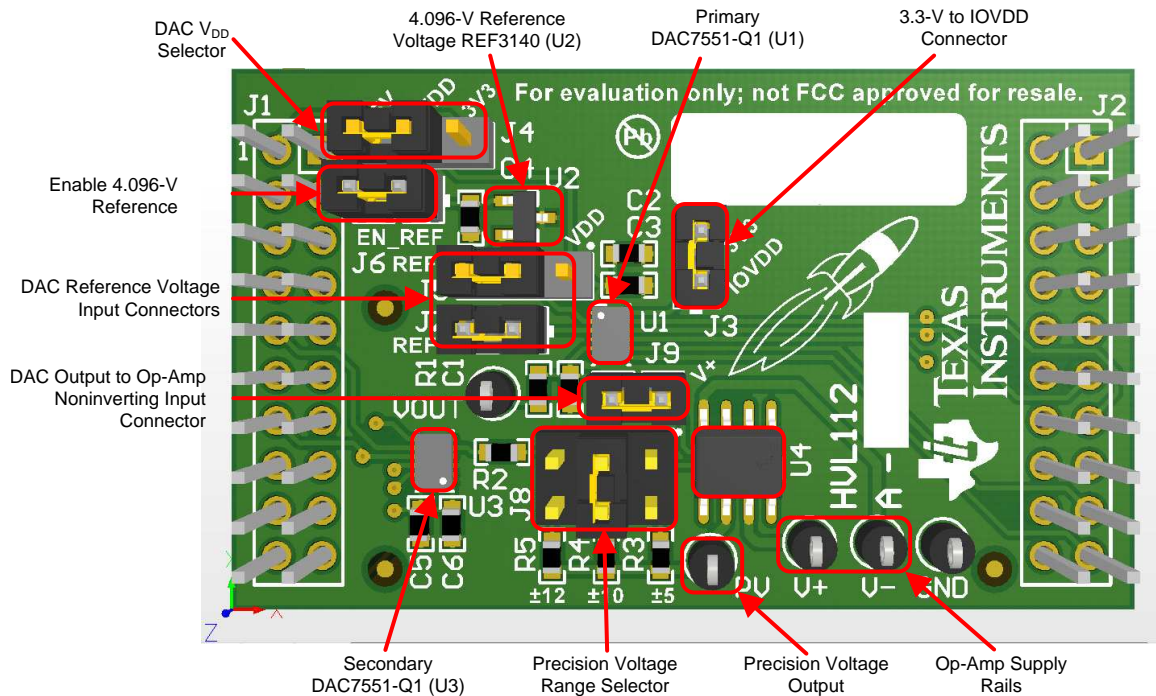 DAC VDD
Selector
4.096-V Reference
Voltage REF3140 (U2)
Primary
DAC7551-Q1 (U1)
3.3-V to IOVDD
Connector
Enable 4.096-V
Reference
DAC Reference Voltage
Input Connectors
DAC Output to Op-Amp
Noninverting Input
Connector
For evaluation only; not FCC approved for resale.
J1
J2
1
J4
Pb
U2
C2
C3
EN_REF
J6
VDD
IOVDD
J3
U1
J9
V+
R1
C1
VOUT
R2
U3
J8
U4
C5
C6
R5
R4
R3
±12
±10
±5
V+
V-
GND
HVL112
A -
TEXAS
INSTRUMENTS
Z
Secondary
DAC7551-Q1 (U3)
Precision Voltage
Range Selector
Precision Voltage
Output
Op-Amp Supply
Rails